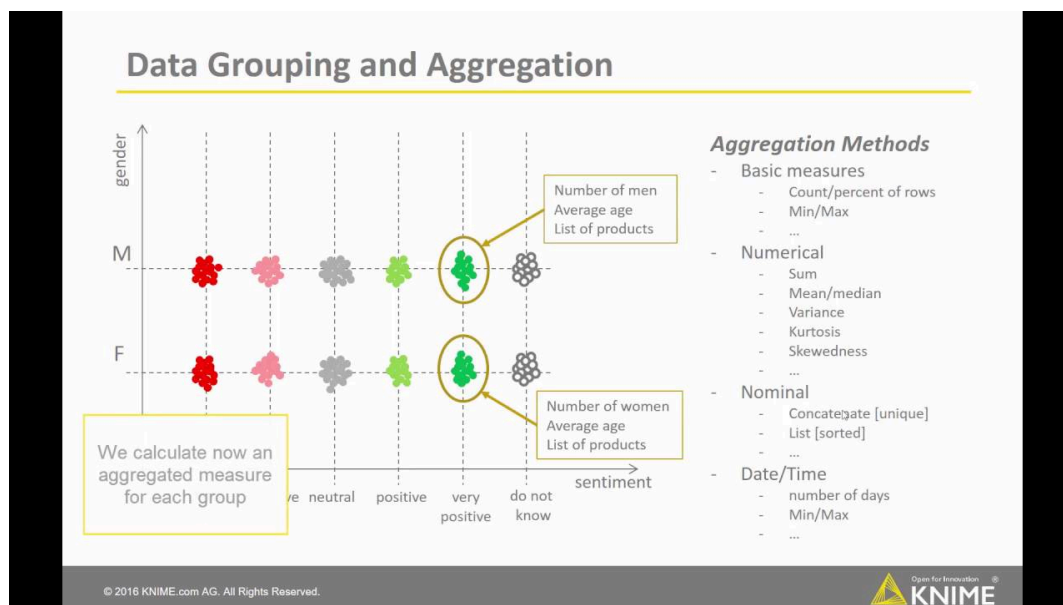 Data Grouping and Aggregation
gender
M
F
Number of men
Average age
List of products
Number of women
Average age
List of products
We calculate now an
aggregated measure
for each group
ve
neutral
positive
very
positive
do not
know
sentiment
Aggregation Methods
- Basic measures
- Count/percent of rows
- Min/Max
- ...
- Numerical
- Sum
- Mean/median
- Variance
- Kurtosis
- Skewedness
- ...
- Nominal
- Concatenate [unique]
- List [sorted]
- ...
- Date/Time
- number of days
- Min/Max
- ...
© 2016 KNIME.com AG. All Rights Reserved.
Open for Innovation ®
KNIME